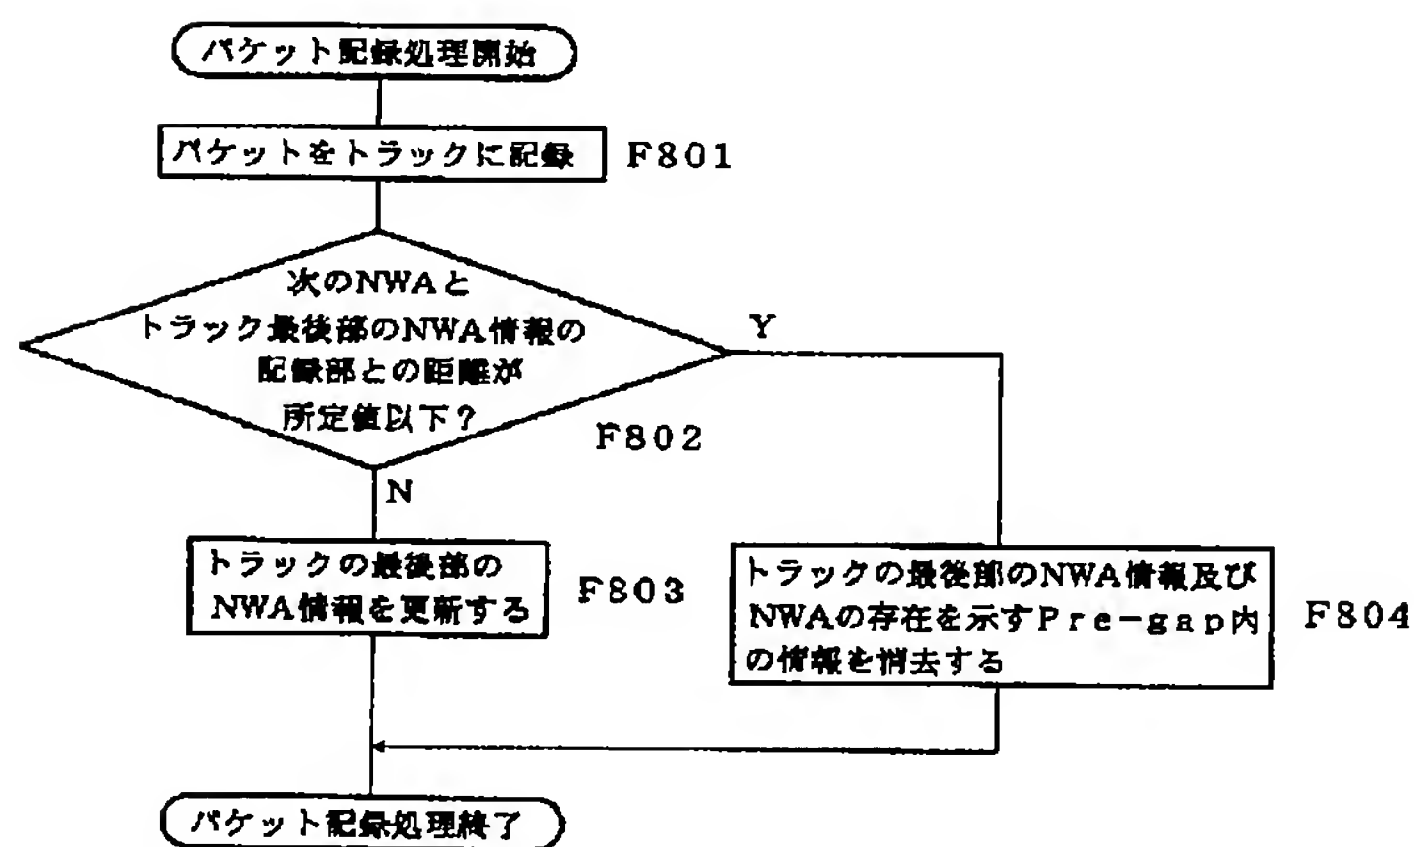 パケット記録処理開始
パケットをトラックに記録
F801
次のNWAと
トラック最後部のNWA情報の
記録部との距離が
所定値以下?
F802
Y
N
トラックの最後部の
NWA情報を更新する
F803
トラックの最後部のNWA情報及び
NWAの存在を示すPre-gap内
の情報を消去する
F804
パケット記録処理終了